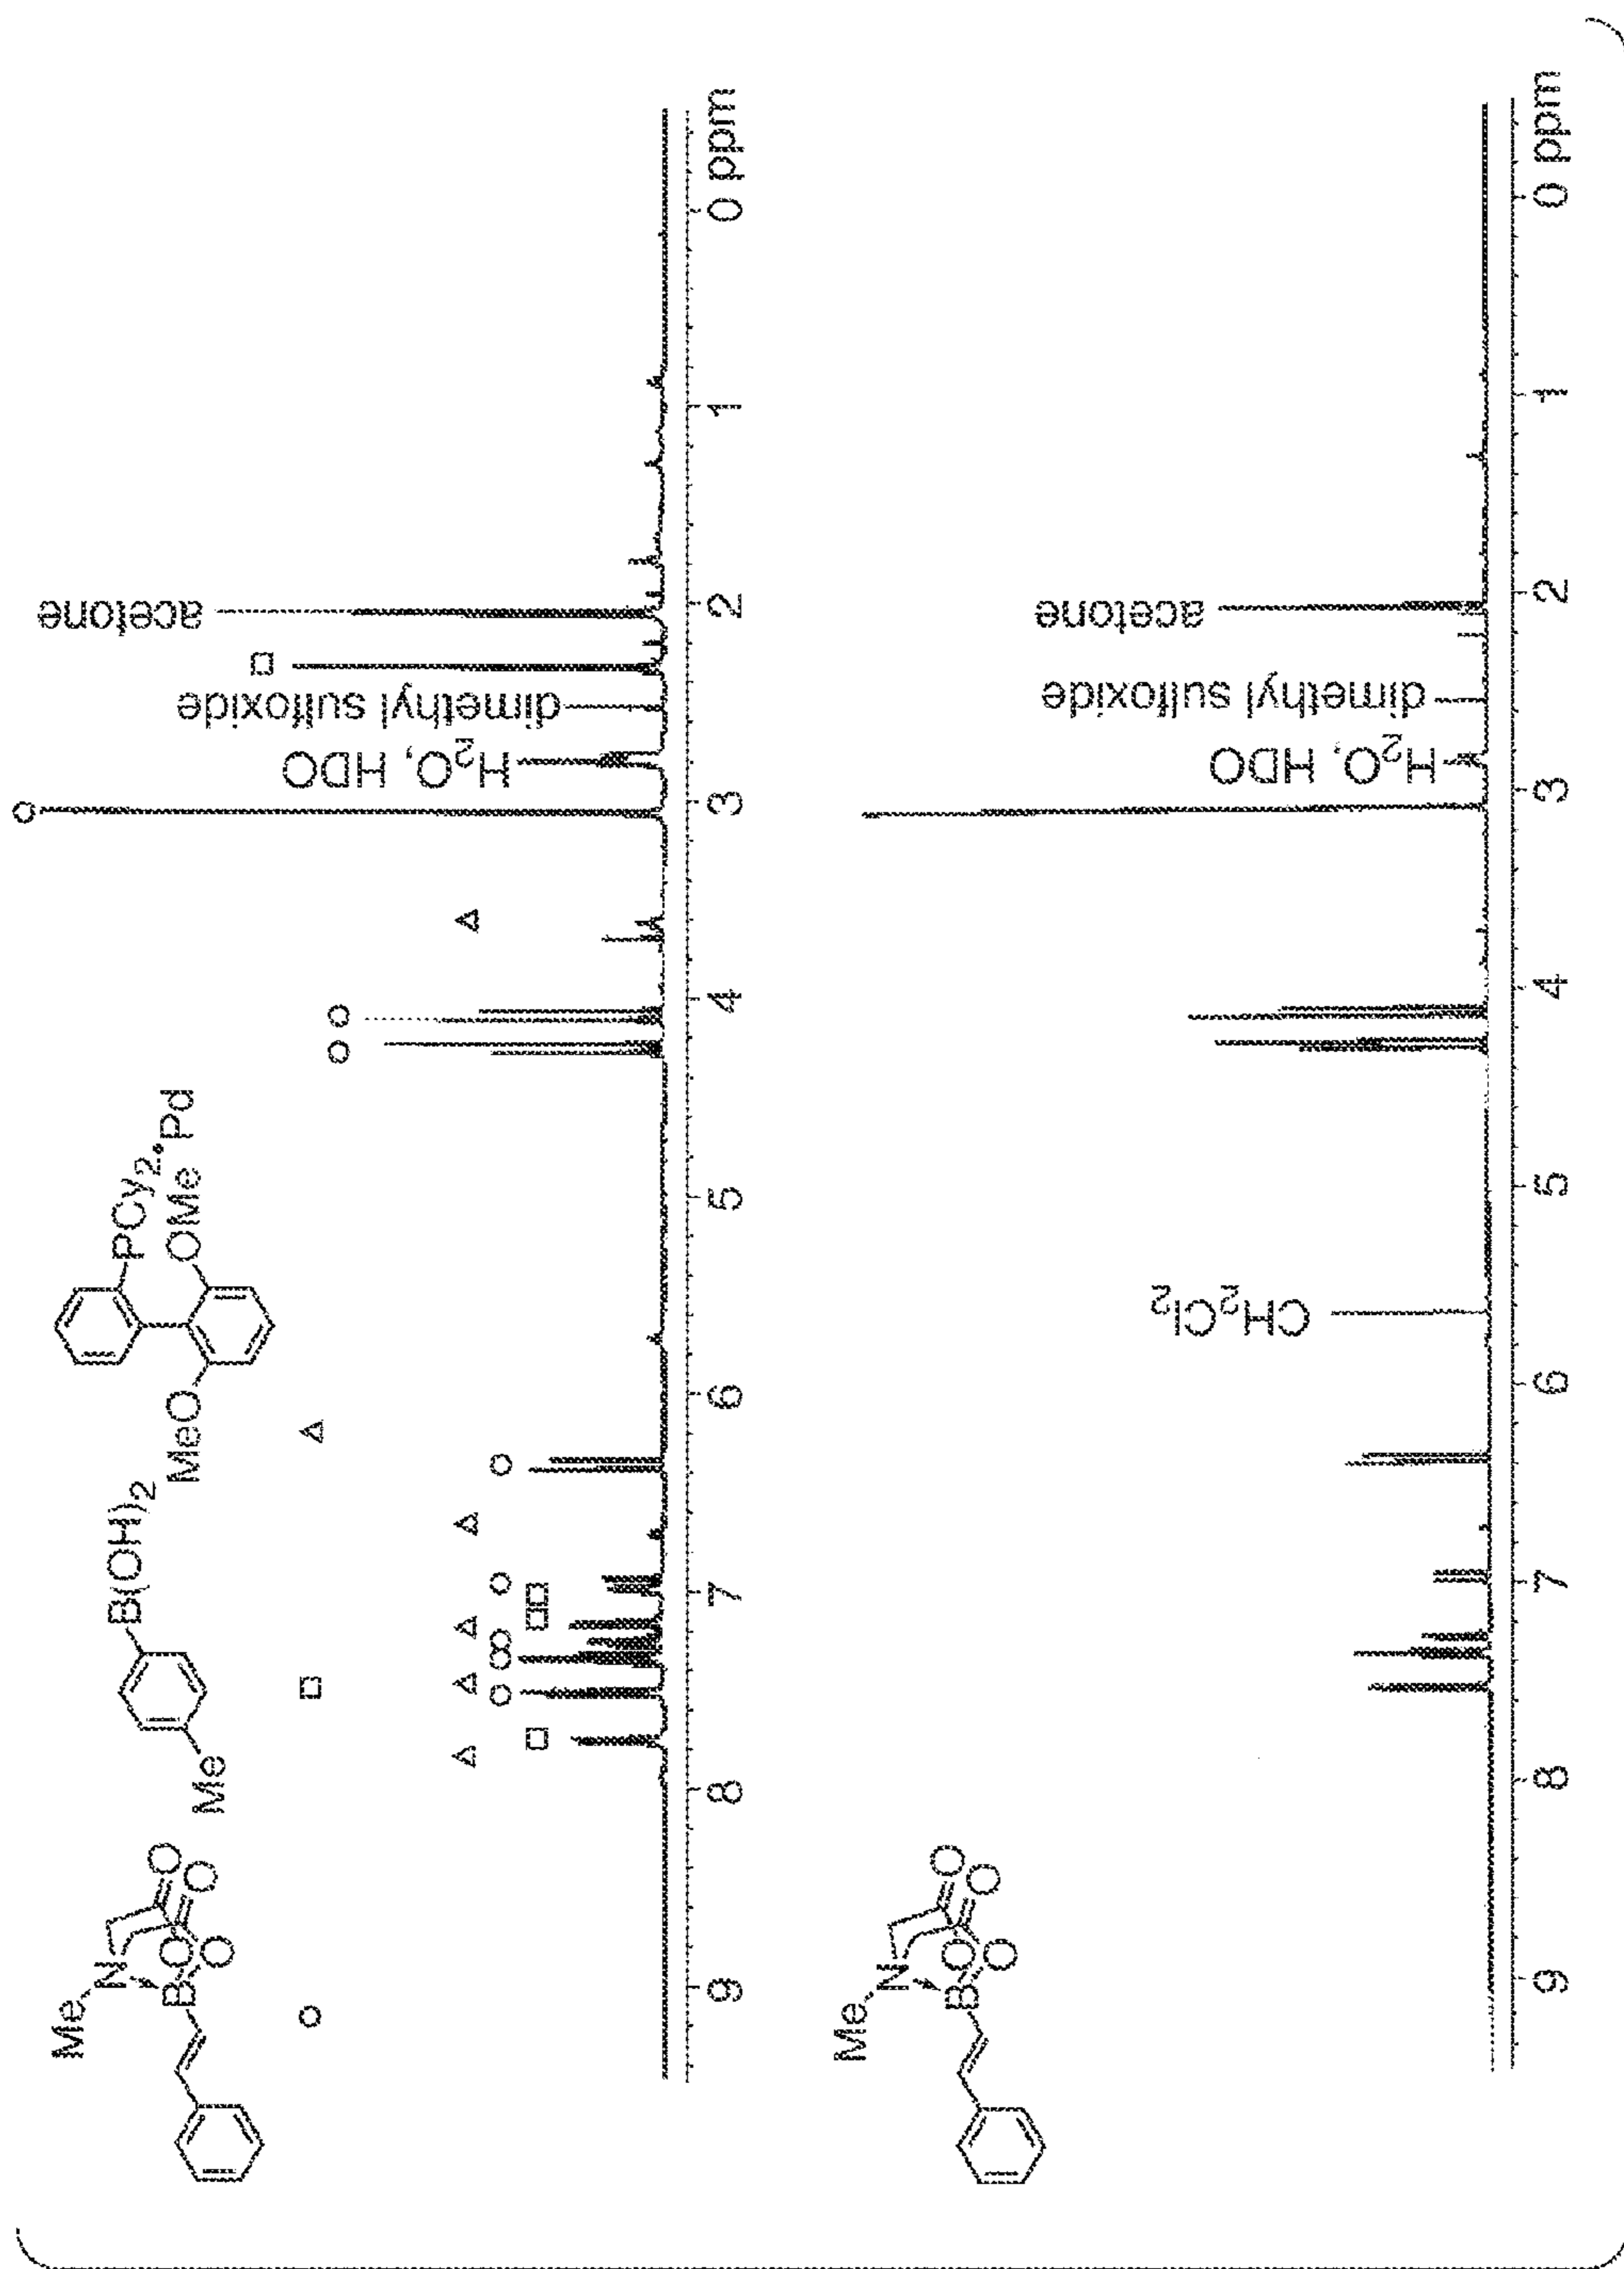 Me
N
B
O
O
O
O
Me
B(OH)2
MeO
OMe
PCy2•Pd
acetone
dimethyl sulfoxide
H2O, HDO
9 8 7 6 5 4 3 2 1 0 ppm
Me
N
B
O
O
O
O
CH2Cl2
acetone
dimethyl sulfoxide
H2O, HDO
9 8 7 6 5 4 3 2 1 0 ppm